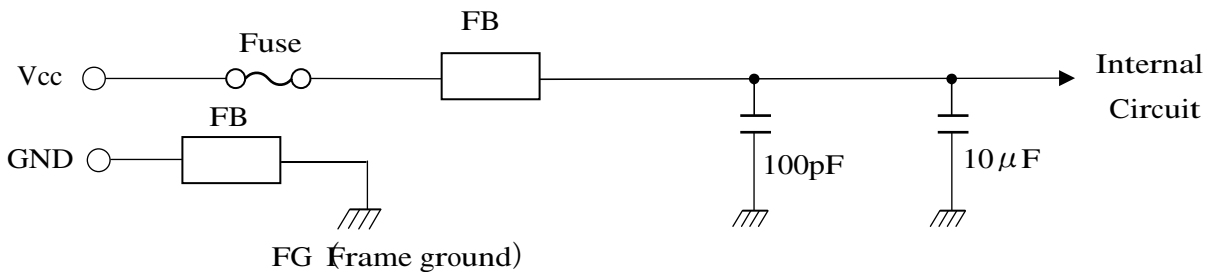 FB
Fuse
Vcc
Internal
Circuit
FB
GND
100pF
10μF
FG (Frame ground)